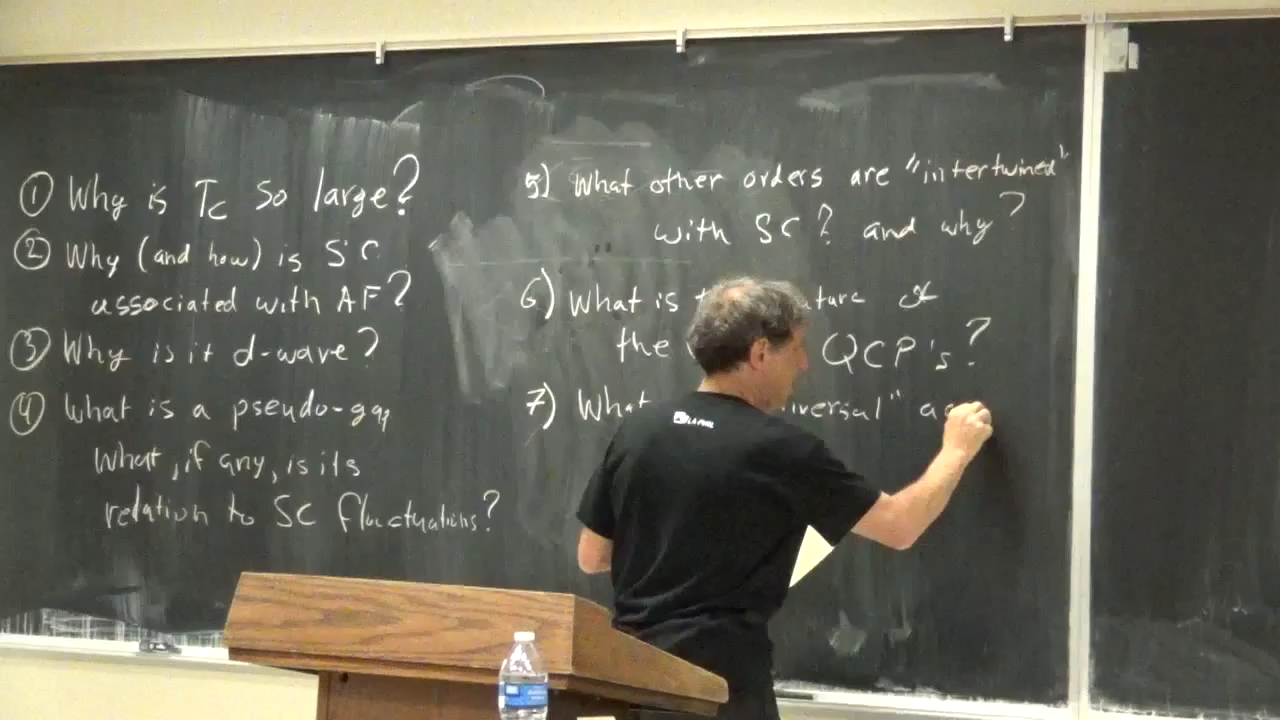 ① Why is Tc so large?
② Why (and how) is SC
associated with AF?
③ Why is it d-wave?
④ What is a pseudo-gap
What, if any, is its
relation to SC fluctuations?
5) What other orders are "intertwined"
with SC? and why?
6) What is
the QCP's?
7) What